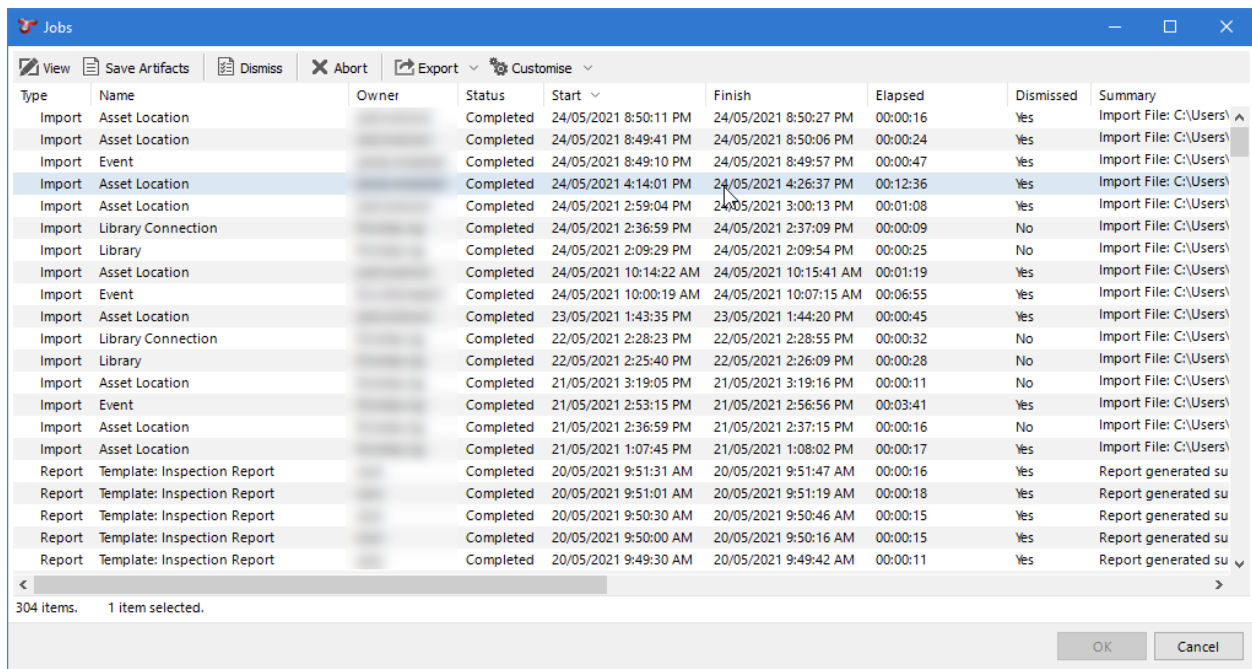 Jobs
View Save Artifacts Dismiss Abort Export Customise
Type Name Owner Status Start Finish Elapsed Dismissed Summary
Import Asset Location Completed 24/05/2021 8:50:11 PM 24/05/2021 8:50:27 PM 00:00:16 Yes Import File: C:\Users\
Import Asset Location Completed 24/05/2021 8:49:41 PM 24/05/2021 8:50:06 PM 00:00:24 Yes Import File: C:\Users\
Import Event Completed 24/05/2021 8:49:10 PM 24/05/2021 8:49:57 PM 00:00:47 Yes Import File: C:\Users\
Import Asset Location Completed 24/05/2021 4:14:01 PM 24/05/2021 4:26:37 PM 00:12:36 Yes Import File: C:\Users\
Import Asset Location Completed 24/05/2021 2:59:04 PM 24/05/2021 3:00:13 PM 00:01:08 Yes Import File: C:\Users\
Import Library Connection Completed 24/05/2021 2:36:59 PM 24/05/2021 2:37:09 PM 00:00:09 No Import File: C:\Users\
Import Library Completed 24/05/2021 2:09:29 PM 24/05/2021 2:09:54 PM 00:00:25 No Import File: C:\Users\
Import Asset Location Completed 24/05/2021 10:14:22 AM 24/05/2021 10:15:41 AM 00:01:19 Yes Import File: C:\Users\
Import Event Completed 24/05/2021 10:00:19 AM 24/05/2021 10:07:15 AM 00:06:55 Yes Import File: C:\Users\
Import Asset Location Completed 23/05/2021 1:43:35 PM 23/05/2021 1:44:20 PM 00:00:45 Yes Import File: C:\Users\
Import Library Connection Completed 22/05/2021 2:28:23 PM 22/05/2021 2:28:55 PM 00:00:32 No Import File: C:\Users\
Import Library Completed 22/05/2021 2:25:40 PM 22/05/2021 2:26:09 PM 00:00:28 No Import File: C:\Users\
Import Asset Location Completed 21/05/2021 3:19:05 PM 21/05/2021 3:19:16 PM 00:00:11 No Import File: C:\Users\
Import Event Completed 21/05/2021 2:53:15 PM 21/05/2021 2:56:56 PM 00:03:41 Yes Import File: C:\Users\
Import Asset Location Completed 21/05/2021 2:36:59 PM 21/05/2021 2:37:15 PM 00:00:16 No Import File: C:\Users\
Import Asset Location Completed 21/05/2021 1:07:45 PM 21/05/2021 1:08:02 PM 00:00:17 Yes Import File: C:\Users\
Report Template: Inspection Report Completed 20/05/2021 9:51:31 AM 20/05/2021 9:51:47 AM 00:00:16 Yes Report generated su
Report Template: Inspection Report Completed 20/05/2021 9:51:01 AM 20/05/2021 9:51:19 AM 00:00:18 Yes Report generated su
Report Template: Inspection Report Completed 20/05/2021 9:50:30 AM 20/05/2021 9:50:46 AM 00:00:15 Yes Report generated su
Report Template: Inspection Report Completed 20/05/2021 9:50:00 AM 20/05/2021 9:50:16 AM 00:00:15 Yes Report generated su
Report Template: Inspection Report Completed 20/05/2021 9:49:30 AM 20/05/2021 9:49:42 AM 00:00:11 Yes Report generated su
304 items. 1 item selected.
OK Cancel